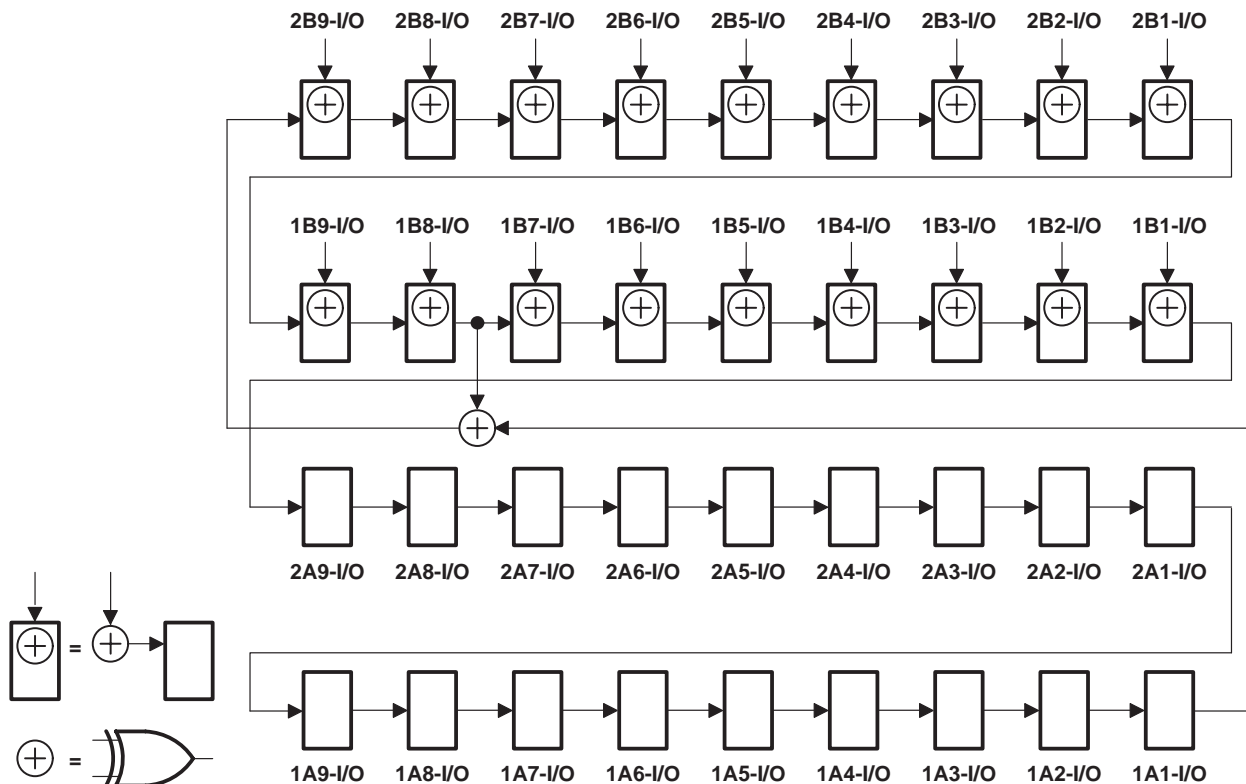 2B9-I/O 2B8-I/O 2B7-I/O 2B6-I/O 2B5-I/O 2B4-I/O 2B3-I/O 2B2-I/O 2B1-I/O
1B9-I/O 1B8-I/O 1B7-I/O 1B6-I/O 1B5-I/O 1B4-I/O 1B3-I/O 1B2-I/O 1B1-I/O
2A9-I/O 2A8-I/O 2A7-I/O 2A6-I/O 2A5-I/O 2A4-I/O 2A3-I/O 2A2-I/O 2A1-I/O
=
=
1A9-I/O 1A8-I/O 1A7-I/O 1A6-I/O 1A5-I/O 1A4-I/O 1A3-I/O 1A2-I/O 1A1-I/O